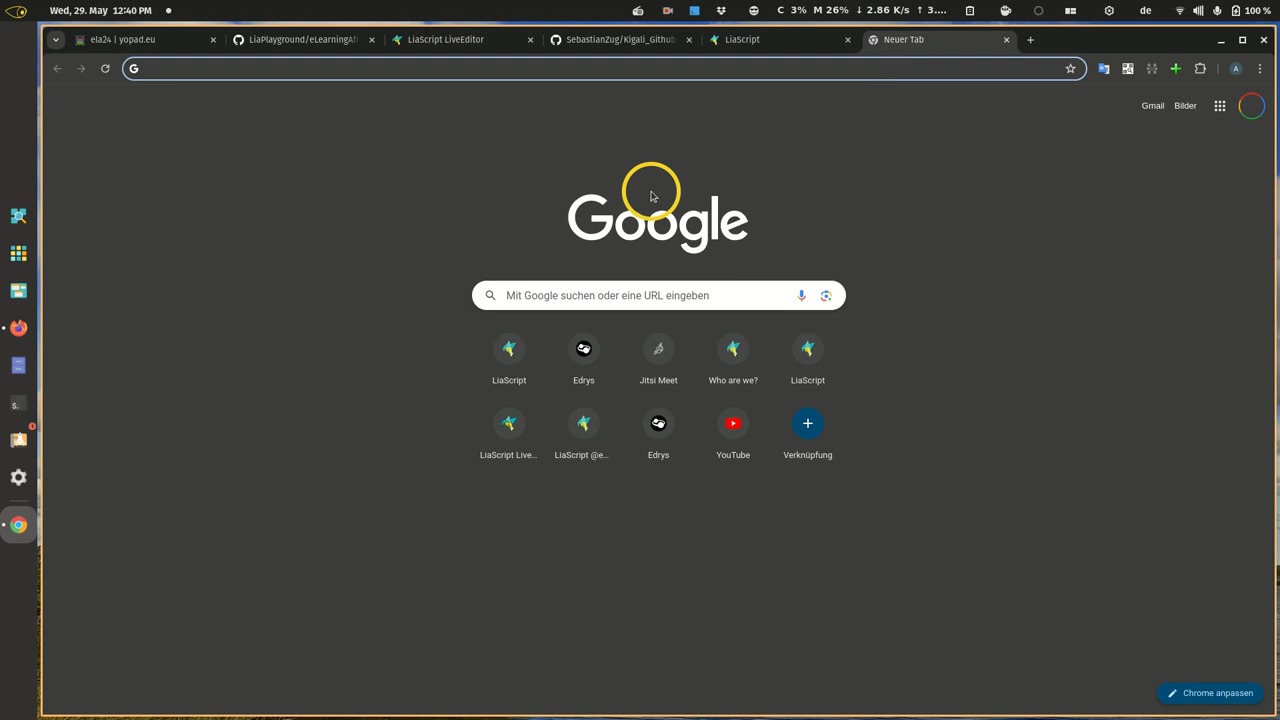 Wed, 29. May 12:40 PM
C 3% M 26% ↓ 2.86 K/s ↑ 3....
de
100 %
ela24 | yopad.eu
LiaPlayground/eLearningAf
LiaScript LiveEditor
SebastianZug/Kigali_Github
LiaScript
Neuer Tab
A
Gmail
Bilder
Google
Mit Google suchen oder eine URL eingeben
LiaScript
Edrys
Jitsi Meet
Who are we?
LiaScript
LiaScript Live...
LiaScript @e...
Edrys
YouTube
Verknüpfung
$.
1
Chrome anpassen